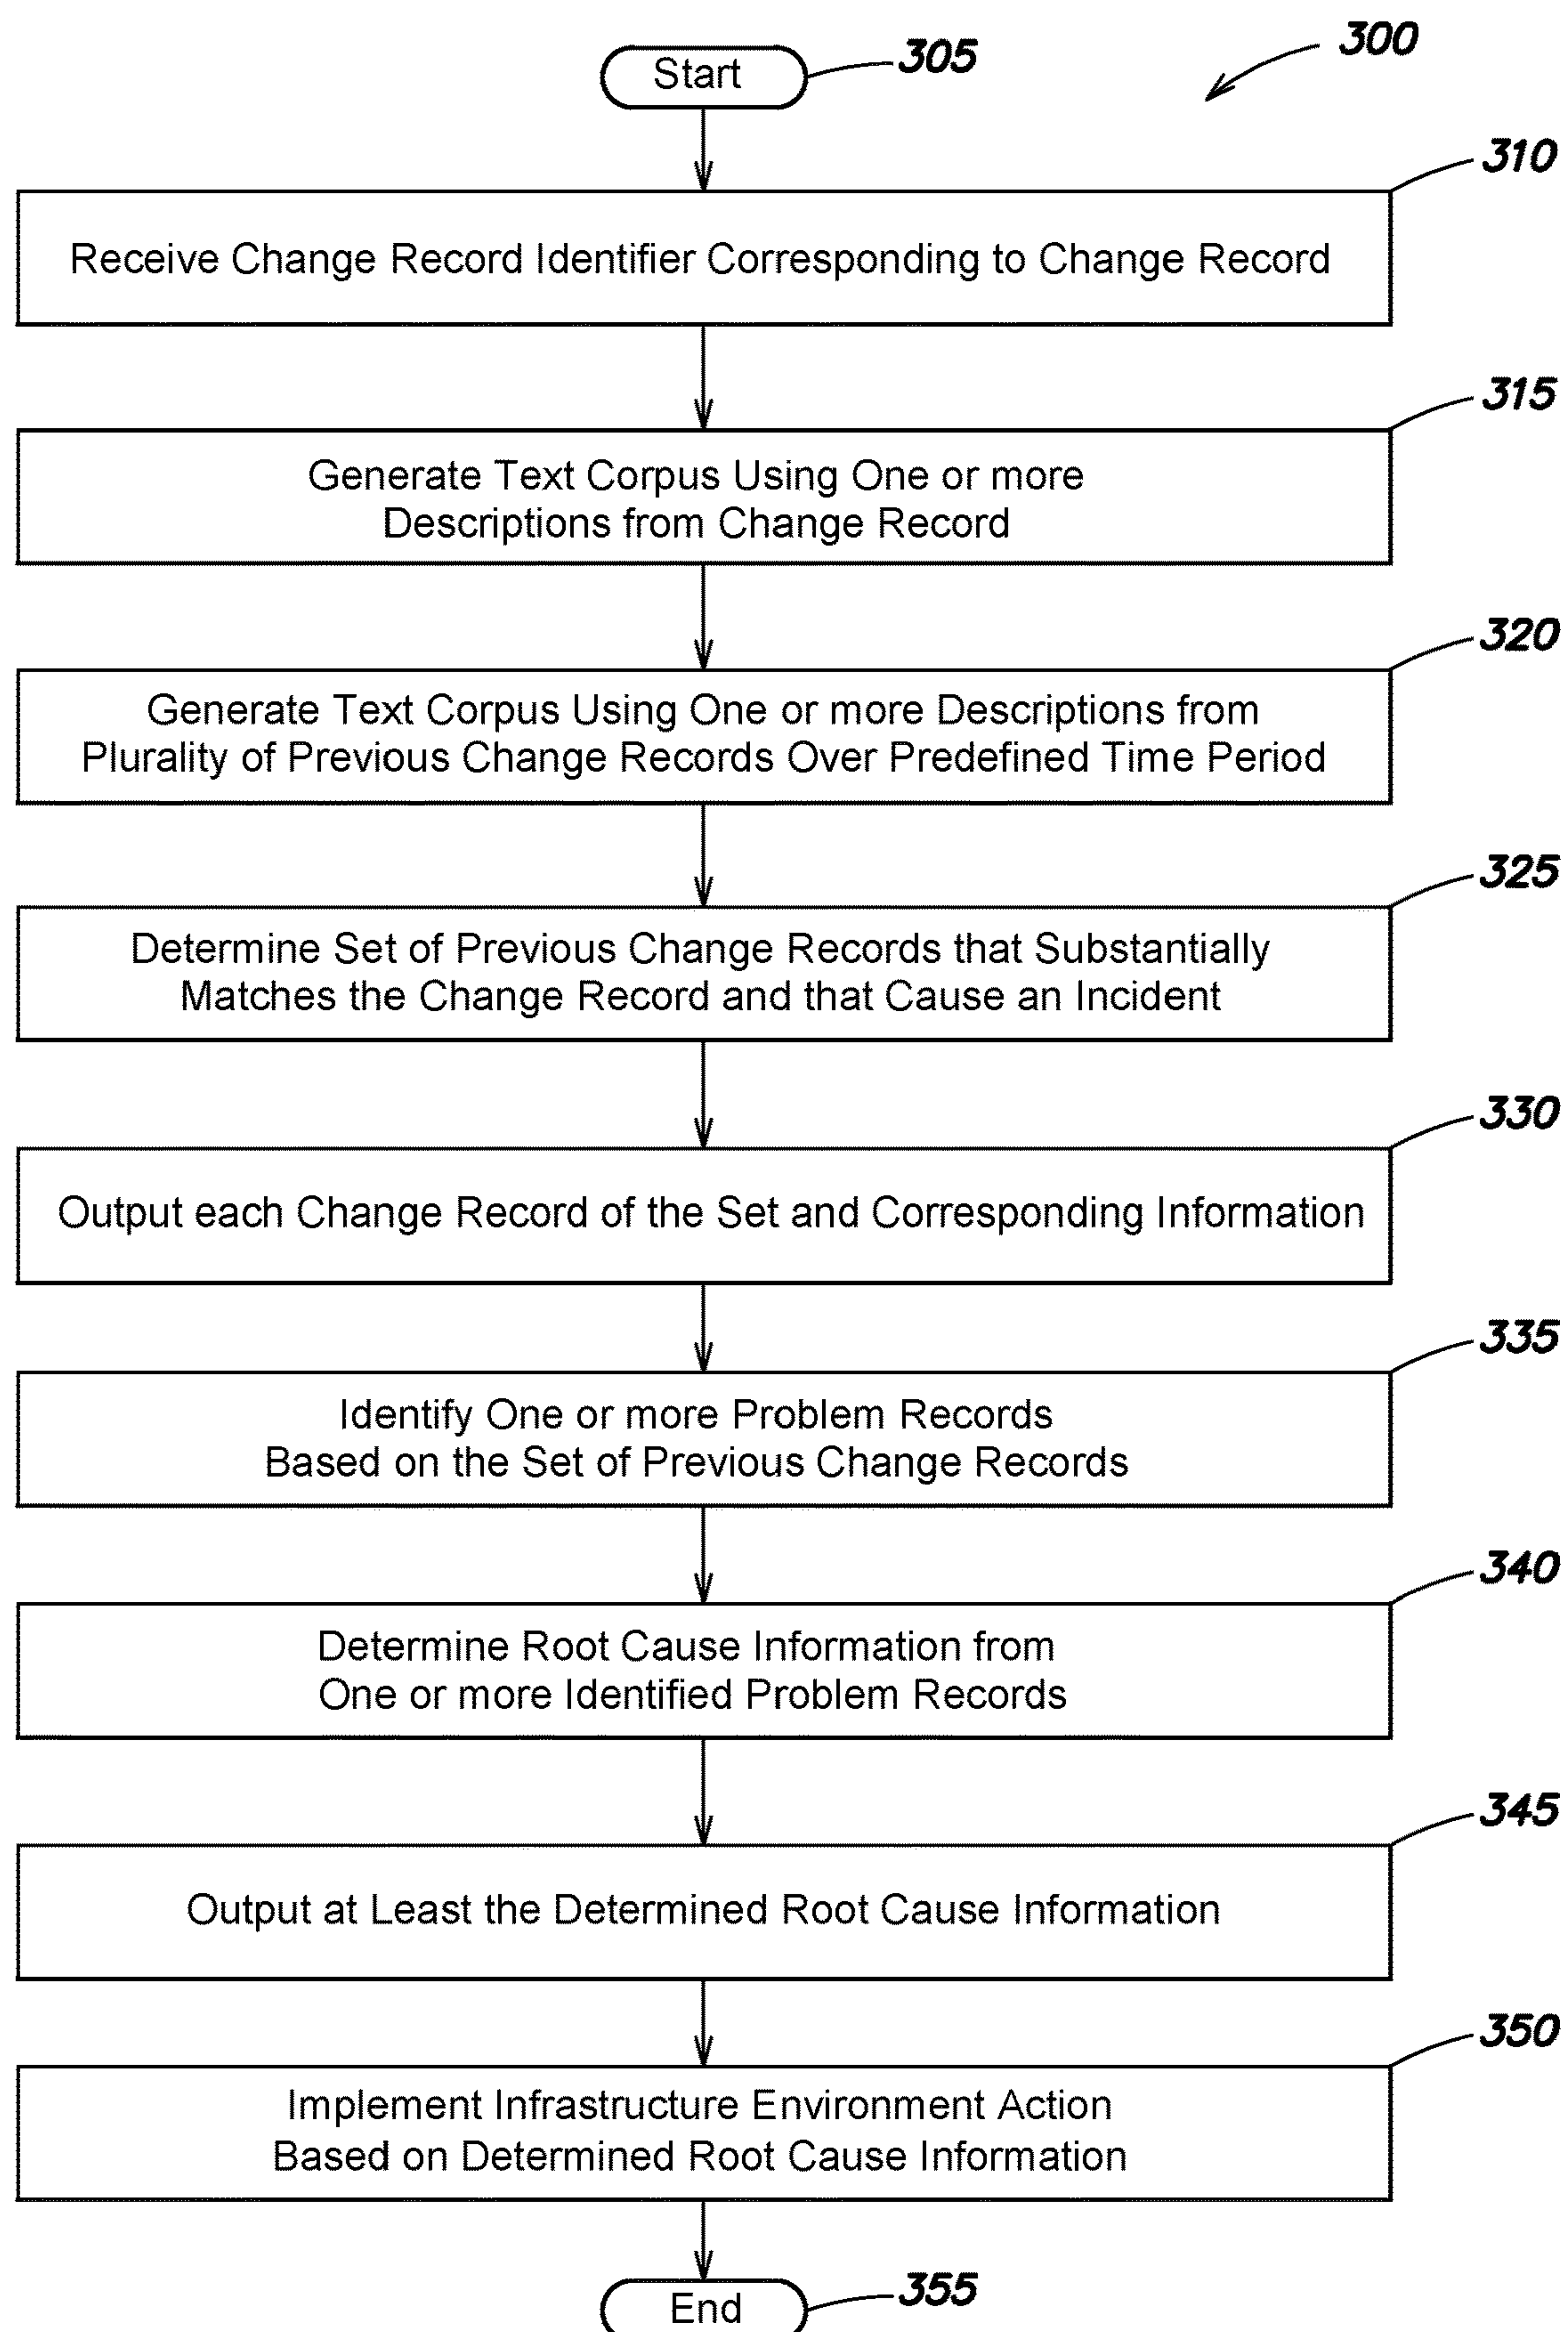 300
Start
305
310
Receive Change Record Identifier Corresponding to Change Record
315
Generate Text Corpus Using One or more
Descriptions from Change Record
320
Generate Text Corpus Using One or more Descriptions from
Plurality of Previous Change Records Over Predefined Time Period
325
Determine Set of Previous Change Records that Substantially
Matches the Change Record and that Cause an Incident
330
Output each Change Record of the Set and Corresponding Information
335
Identify One or more Problem Records
Based on the Set of Previous Change Records
340
Determine Root Cause Information from
One or more Identified Problem Records
345
Output at Least the Determined Root Cause Information
350
Implement Infrastructure Environment Action
Based on Determined Root Cause Information
End
355